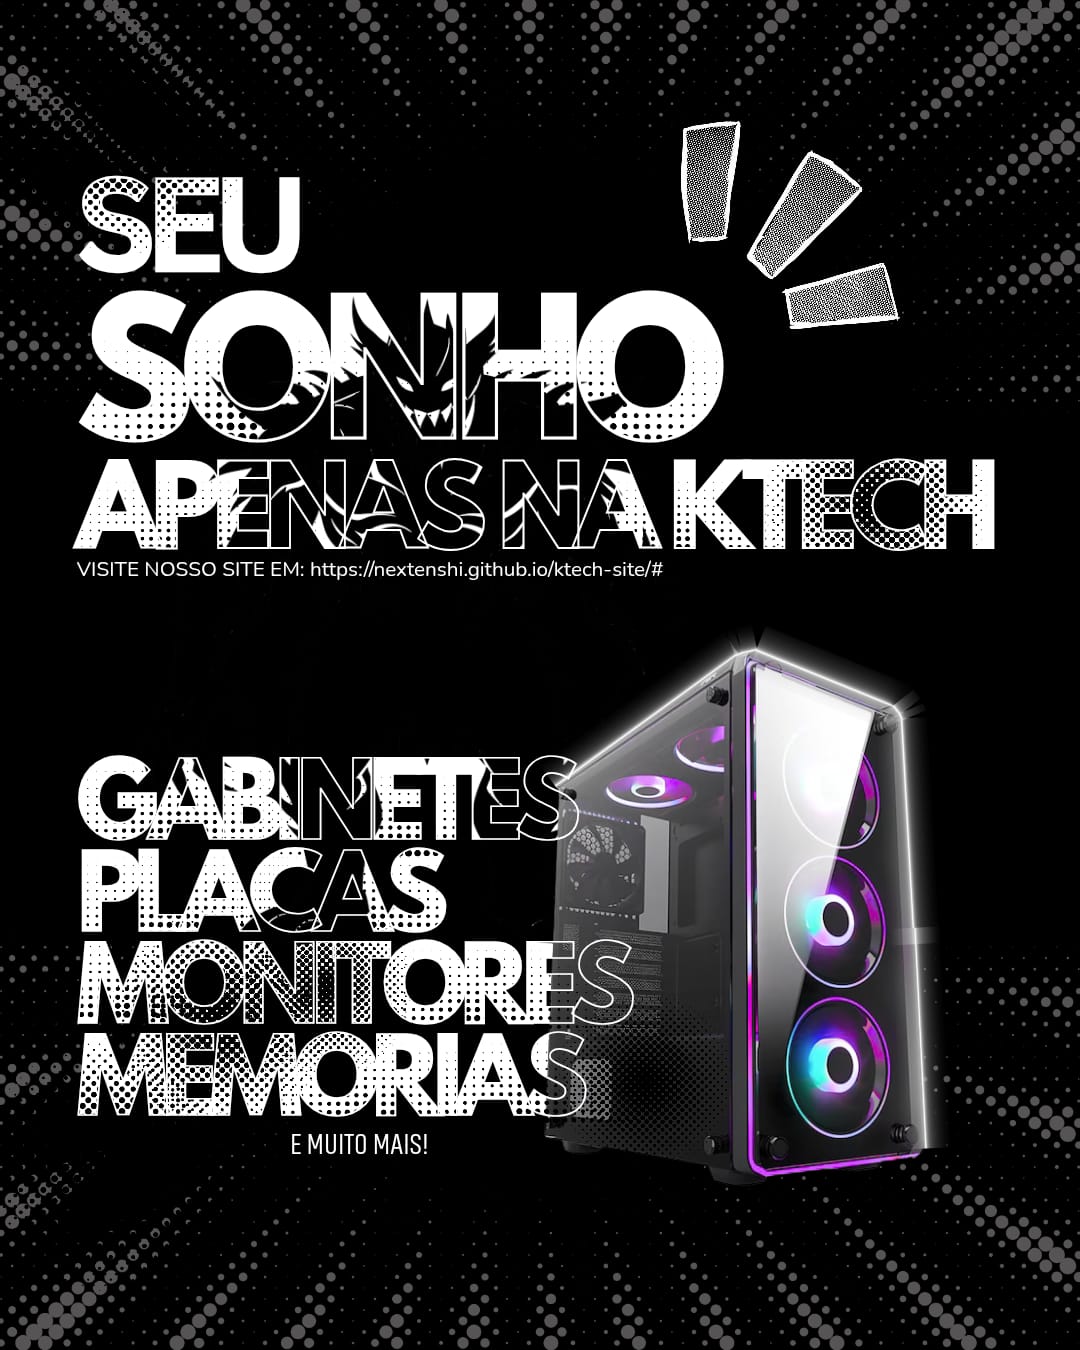 SEU
SONHO
APENAS NA KTECH
VISITE NOSSO SITE EM: https://nextenshi.github.io/ktech-site/#
GABINETES
PLACAS
MONITORES
MEMORIAS
E MUITO MAIS!